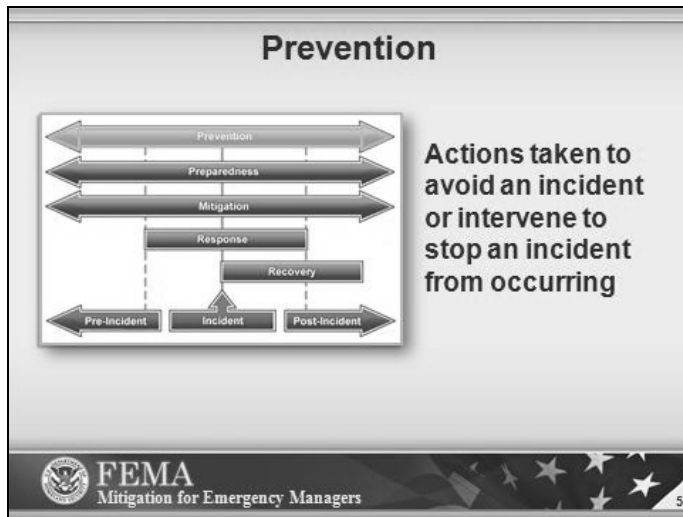 Prevention
Prevention
Preparedness
Mitigation
Response
Recovery
Pre-Incident
Incident
Post-Incident
Actions taken to
avoid an incident
or intervene to
stop an incident
from occurring
FEMA
Mitigation for Emergency Managers
5